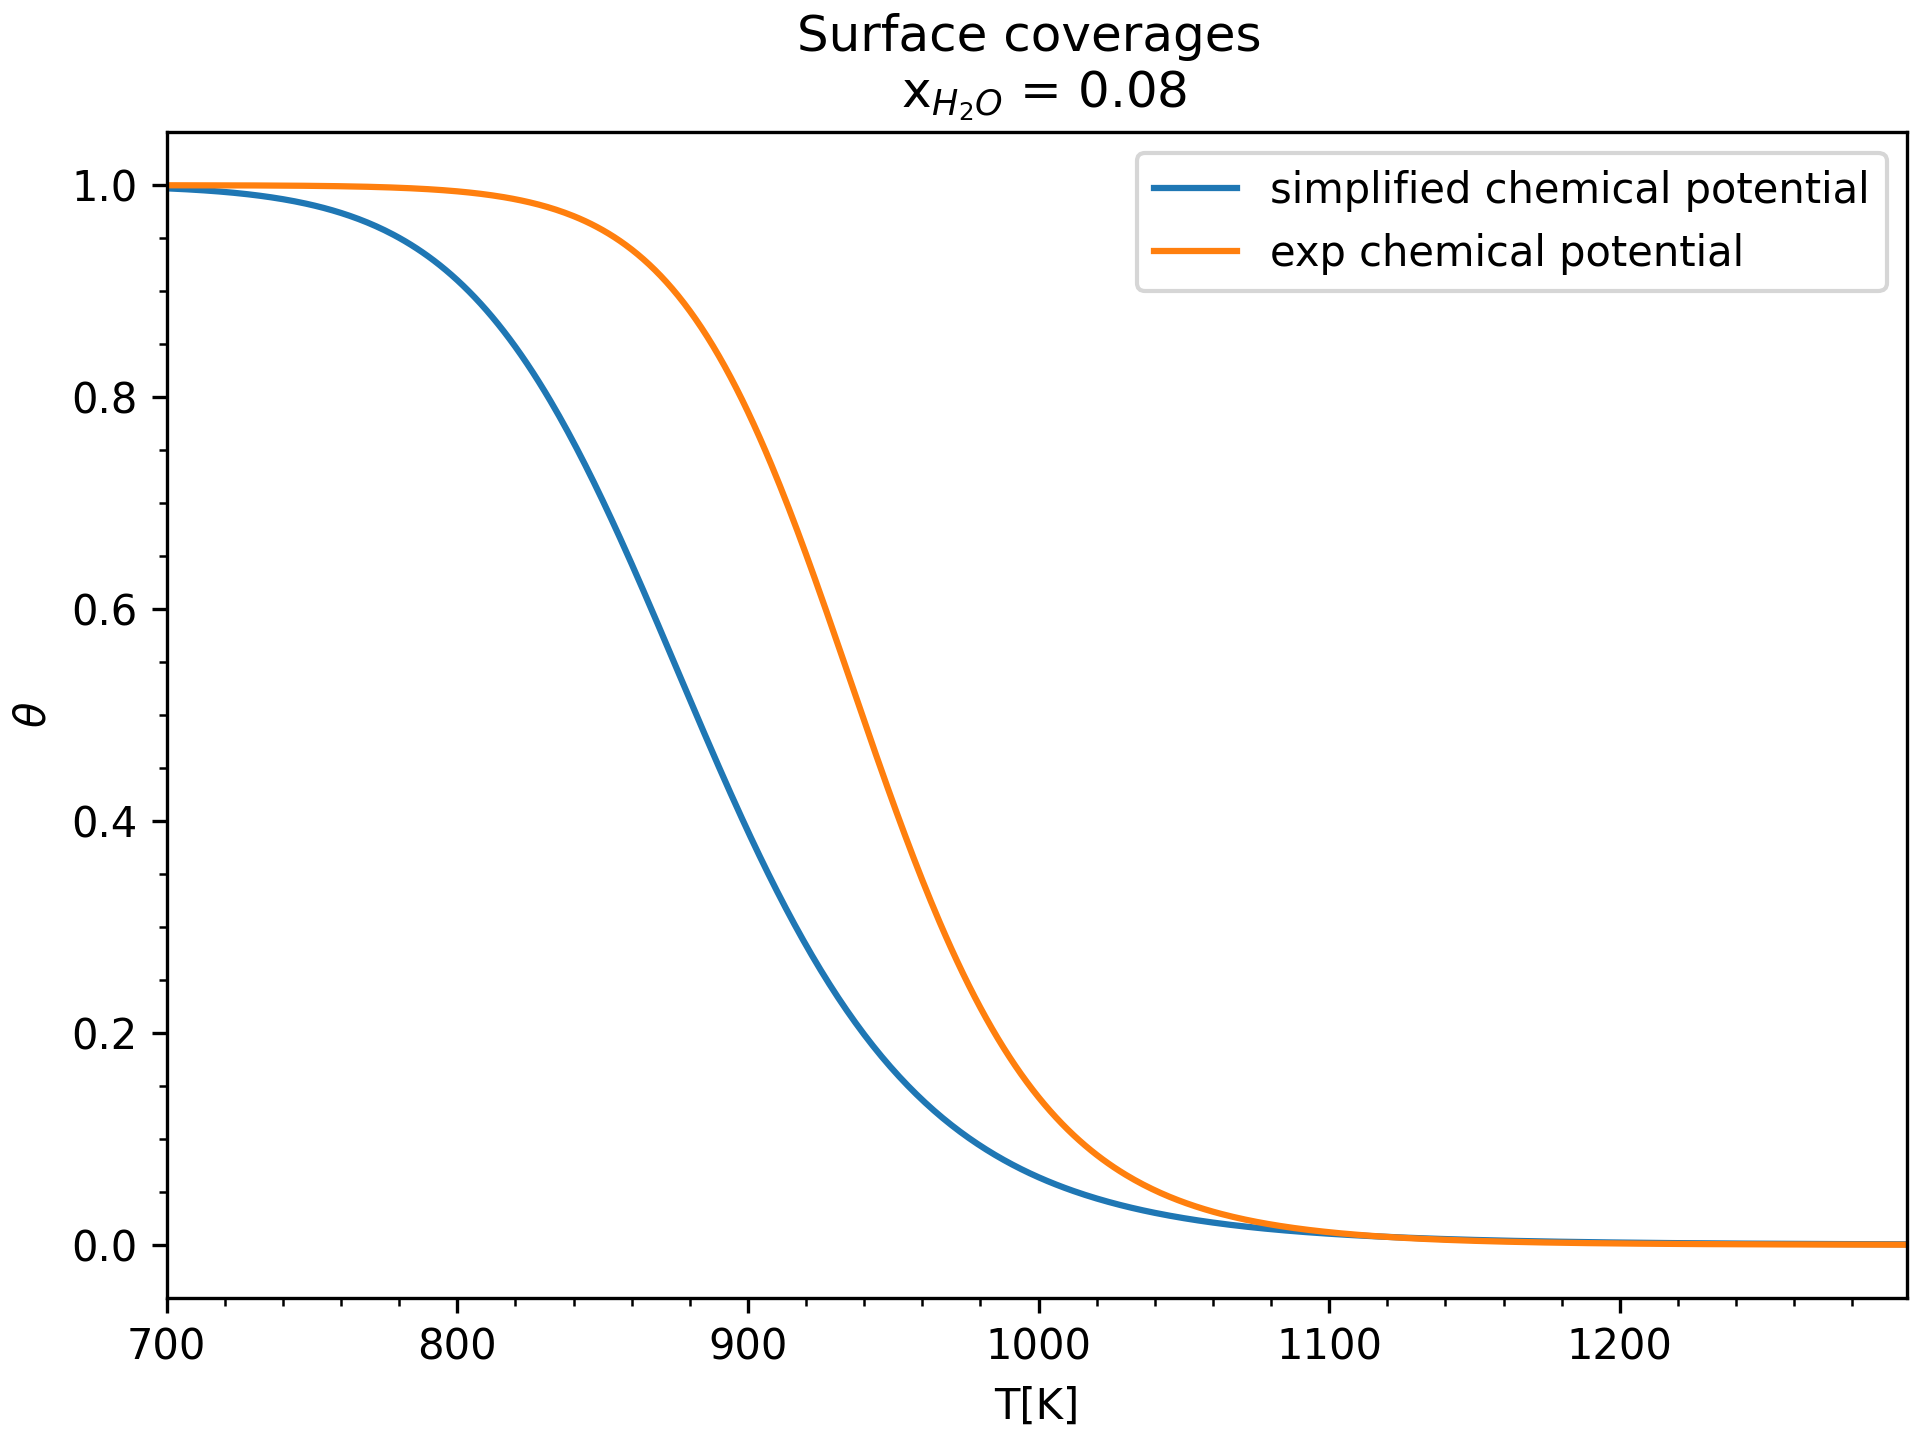 Surface coverages
x_{H_2O} = 0.08
simplified chemical potential
exp chemical potential
1.0
0.8
0.6
0.4
0.2
0.0
θ
700 800 900 1000 1100 1200
T[K]